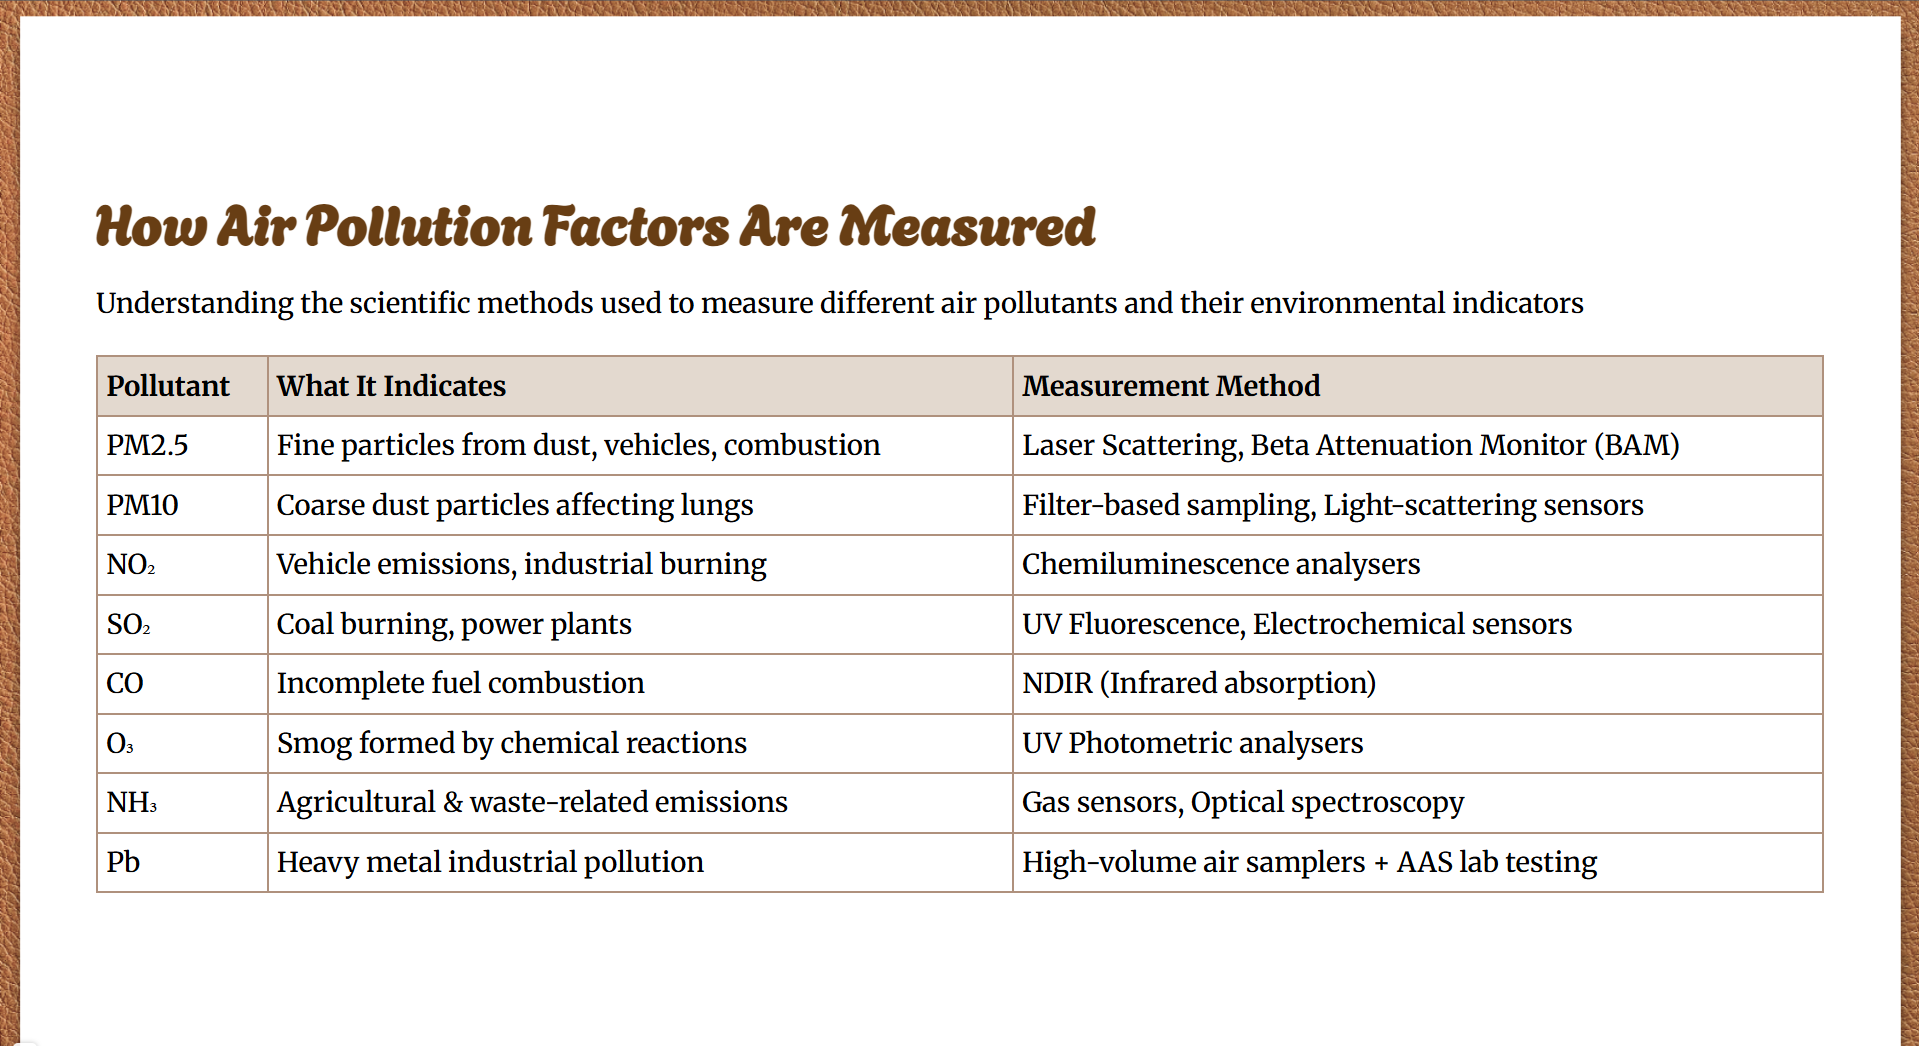 How Air Pollution Factors Are Measured
Understanding the scientific methods used to measure different air pollutants and their environmental indicators
Pollutant What It Indicates Measurement Method
PM2.5 Fine particles from dust, vehicles, combustion Laser Scattering, Beta Attenuation Monitor (BAM)
PM10 Coarse dust particles affecting lungs Filter-based sampling, Light-scattering sensors
NO₂ Vehicle emissions, industrial burning Chemiluminescence analysers
SO₂ Coal burning, power plants UV Fluorescence, Electrochemical sensors
CO Incomplete fuel combustion NDIR (Infrared absorption)
O₃ Smog formed by chemical reactions UV Photometric analysers
NH₃ Agricultural & waste-related emissions Gas sensors, Optical spectroscopy
Pb Heavy metal industrial pollution High-volume air samplers + AAS lab testing